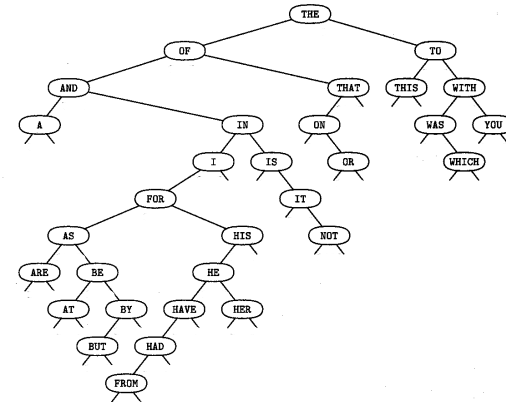 THE
OF TO
AND THAT THIS WITH
A IN ON WAS YOU
I IS OR WHICH
FOR IT
AS HIS NOT
ARE BE HE
AT BY HAVE HER
BUT HAD
FROM